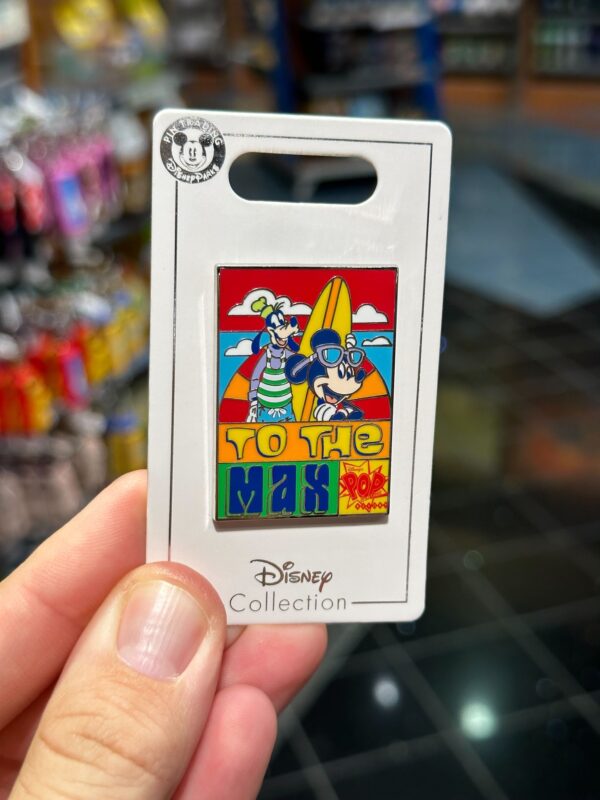 PIN TRADING
DISNEY PARKS
TO THE
MAX
POP
Disney
Collection